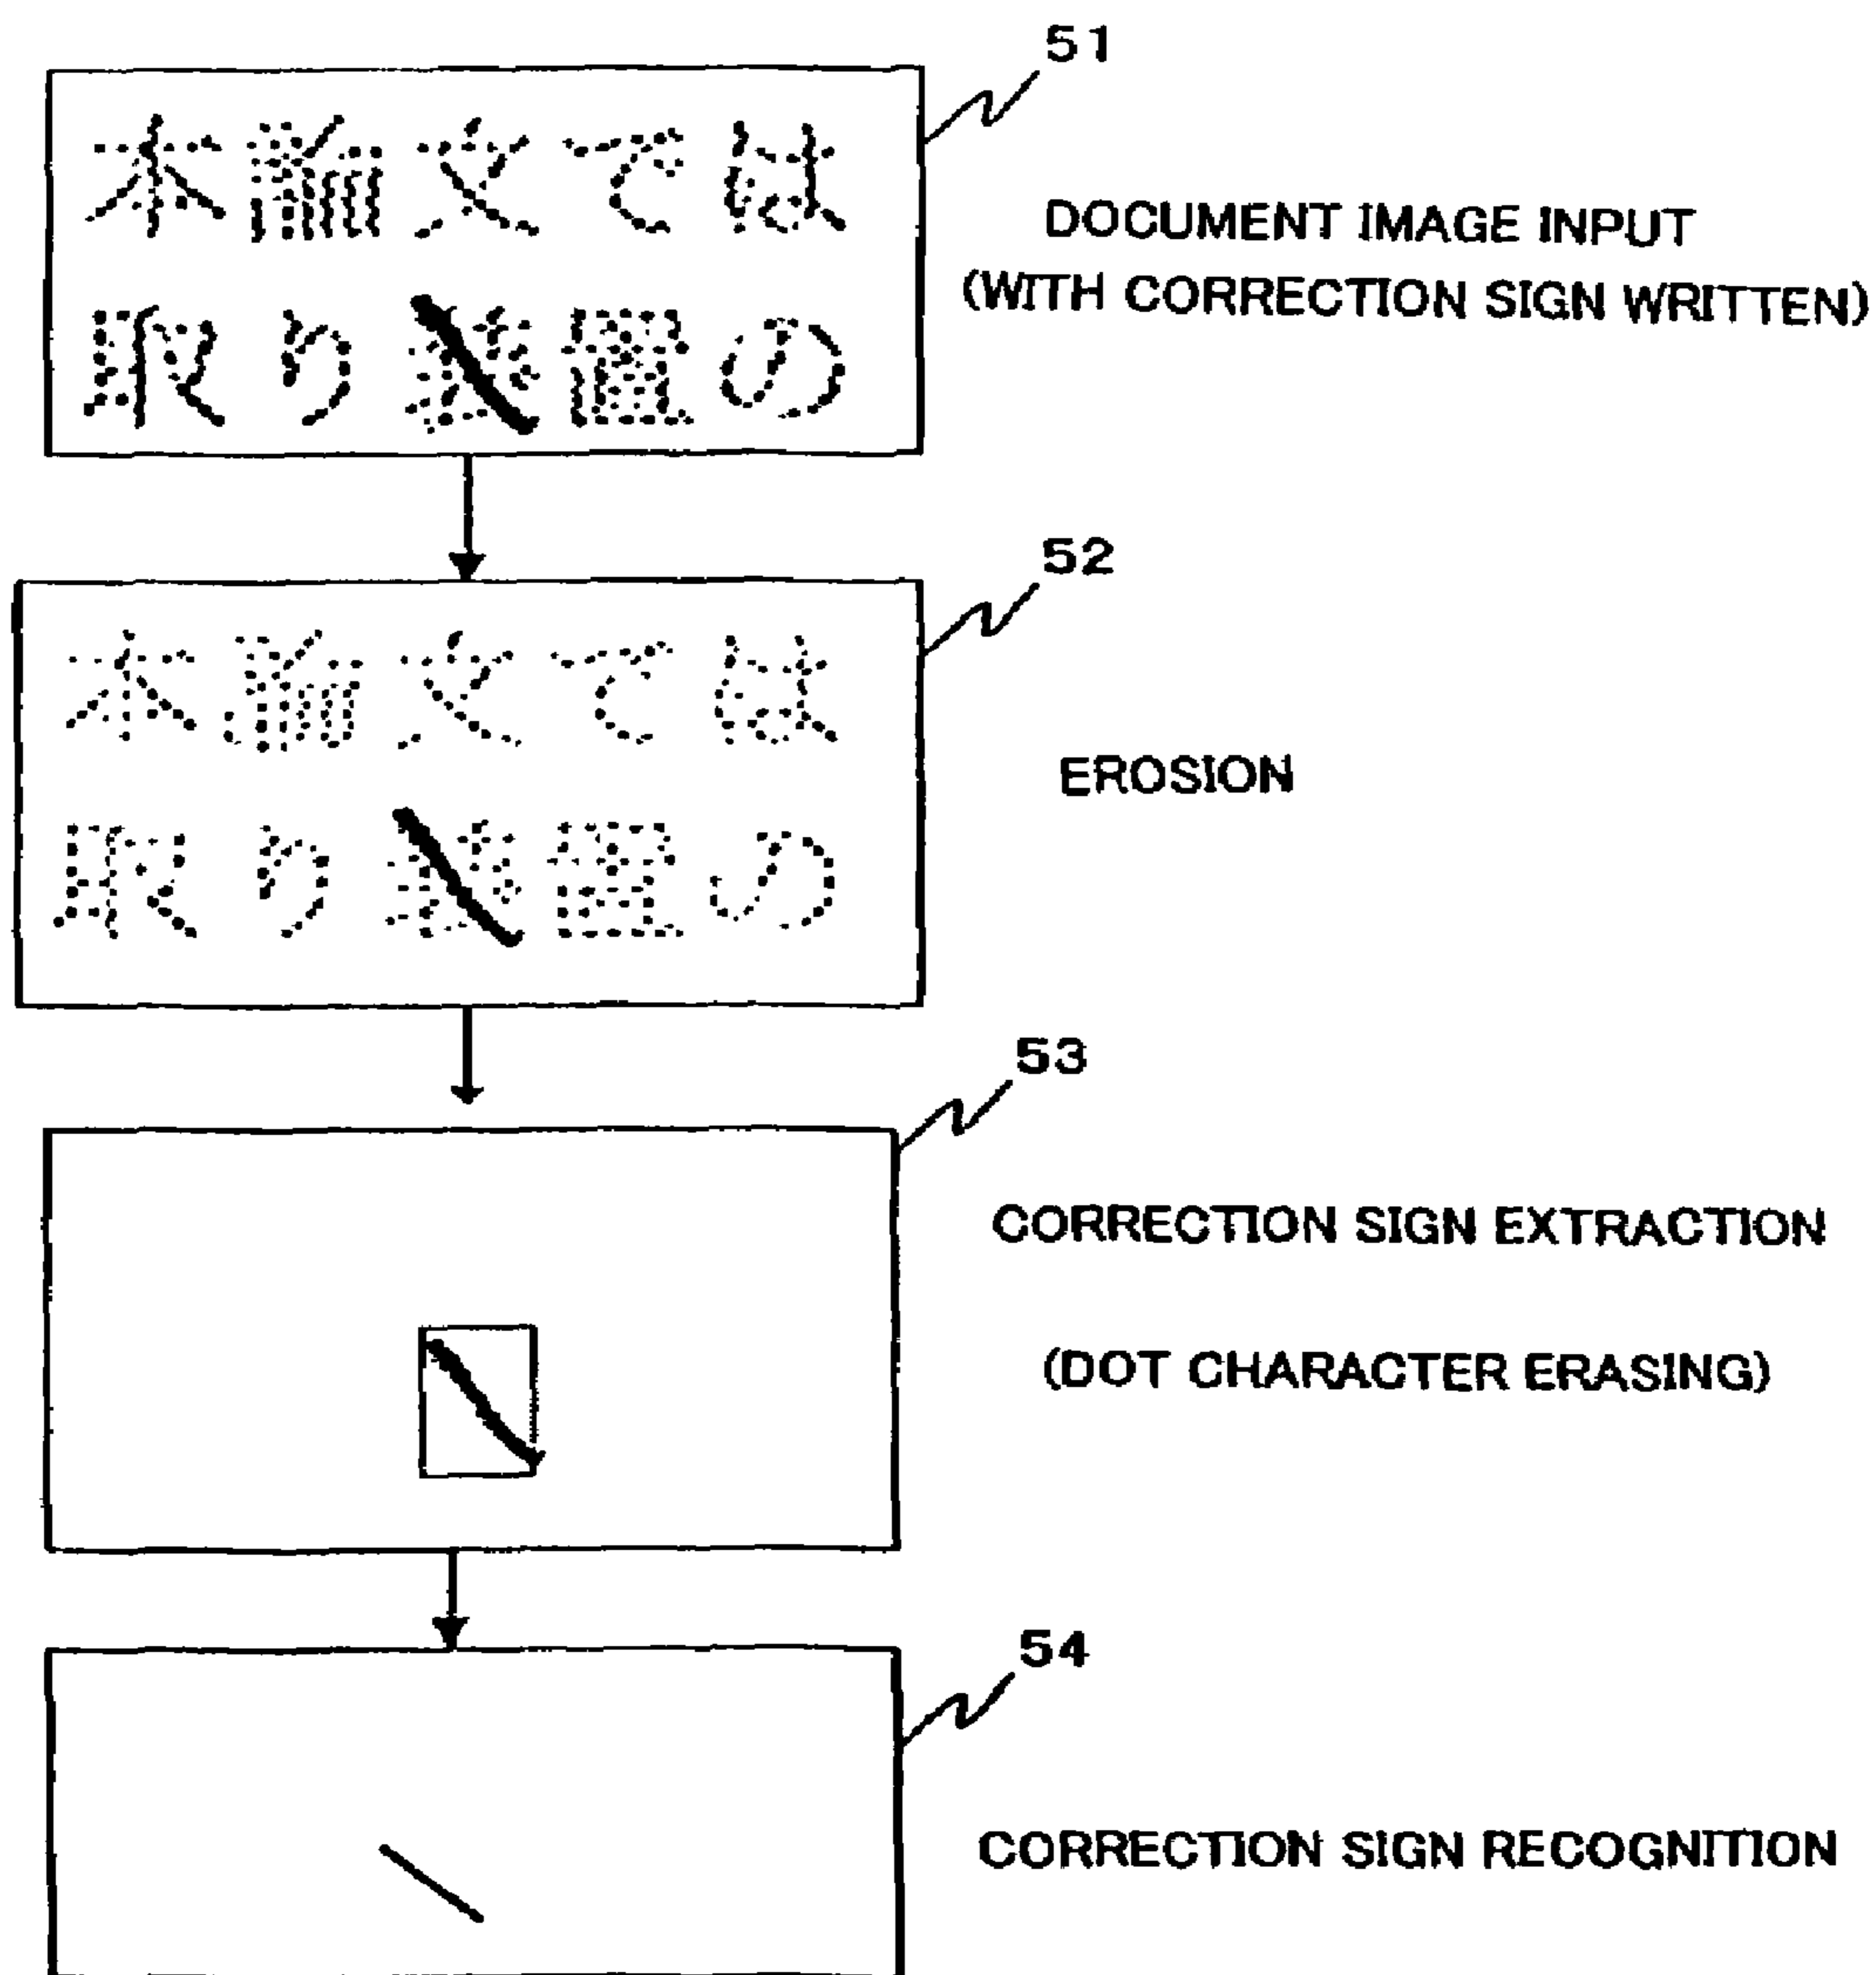 51
本論文では
取り 置の
DOCUMENT IMAGE INPUT
(WITH CORRECTION SIGN WRITTEN)
52
本論文では
取り 置の
EROSION
53
CORRECTION SIGN EXTRACTION
(DOT CHARACTER ERASING)
54
CORRECTION SIGN RECOGNITION